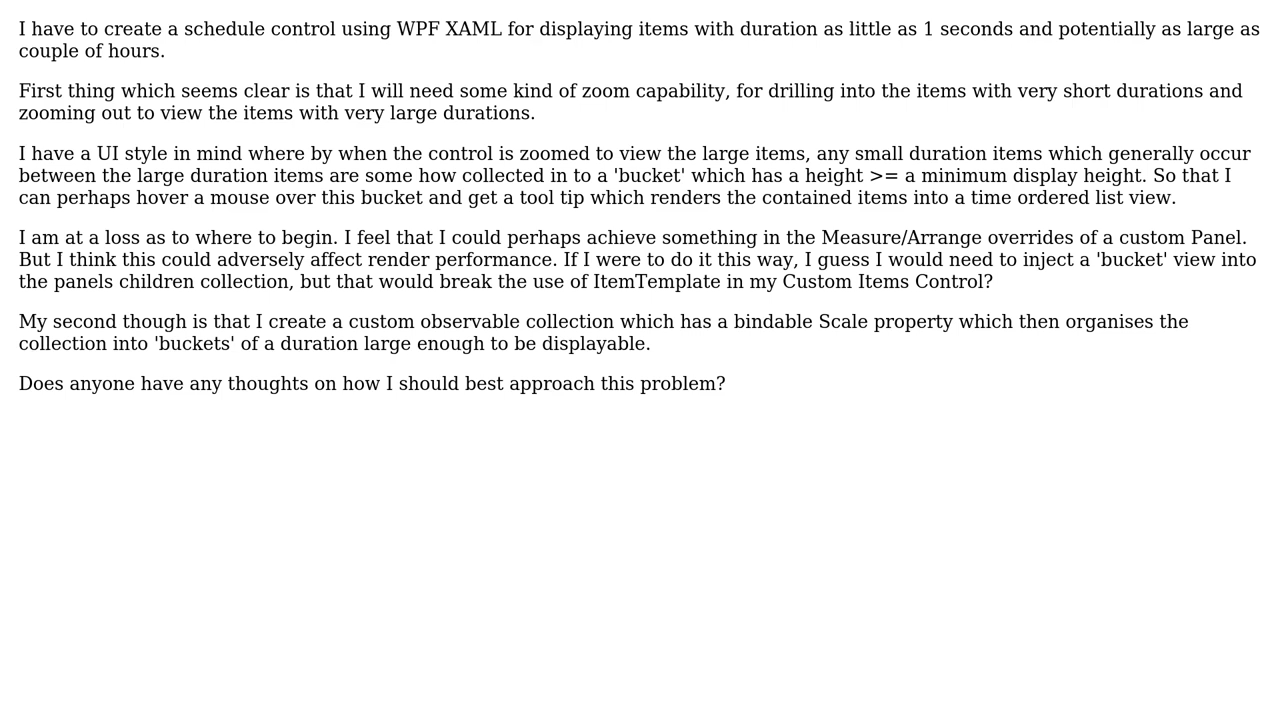 I have to create a schedule control using WPF XAML for displaying items with duration as little as 1 seconds and potentially as large as
couple of hours.
First thing which seems clear is that I will need some kind of zoom capability, for drilling into the items with very short durations and
zooming out to view the items with very large durations.
I have a UI style in mind where by when the control is zoomed to view the large items, any small duration items which generally occur
between the large duration items are some how collected in to a 'bucket' which has a height >= a minimum display height. So that I
can perhaps hover a mouse over this bucket and get a tool tip which renders the contained items into a time ordered list view.
I am at a loss as to where to begin. I feel that I could perhaps achieve something in the Measure/Arrange overrides of a custom Panel.
But I think this could adversely affect render performance. If I were to do it this way, I guess I would need to inject a 'bucket' view into
the panels children collection, but that would break the use of ItemTemplate in my Custom Items Control?
My second though is that I create a custom observable collection which has a bindable Scale property which then organises the
collection into 'buckets' of a duration large enough to be displayable.
Does anyone have any thoughts on how I should best approach this problem?